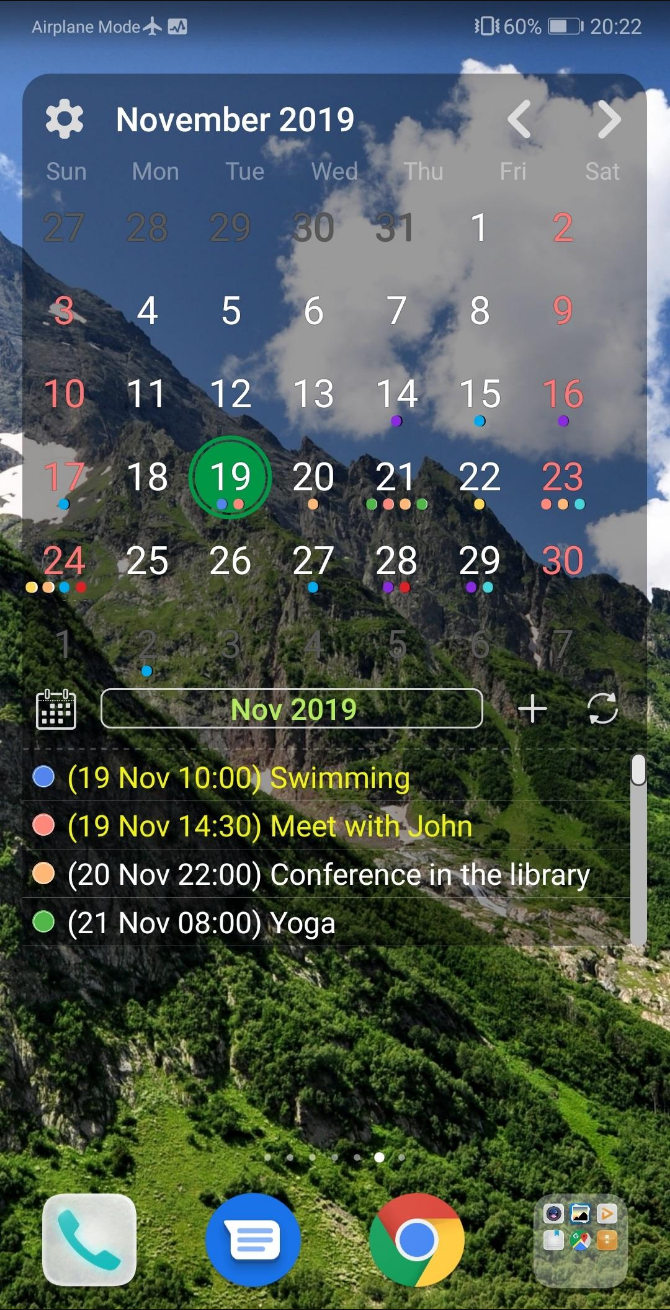 Airplane Mode 60% 20:22
November 2019
Sun Mon Tue Wed Thu Fri Sat
27 28 29 30 31 1 2
3 4 5 6 7 8 9
10 11 12 13 14 15 16
17 18 19 20 21 22 23
24 25 26 27 28 29 30
1 2 3 4 5 6 7
Nov 2019
(19 Nov 10:00) Swimming
(19 Nov 14:30) Meet with John
(20 Nov 22:00) Conference in the library
(21 Nov 08:00) Yoga